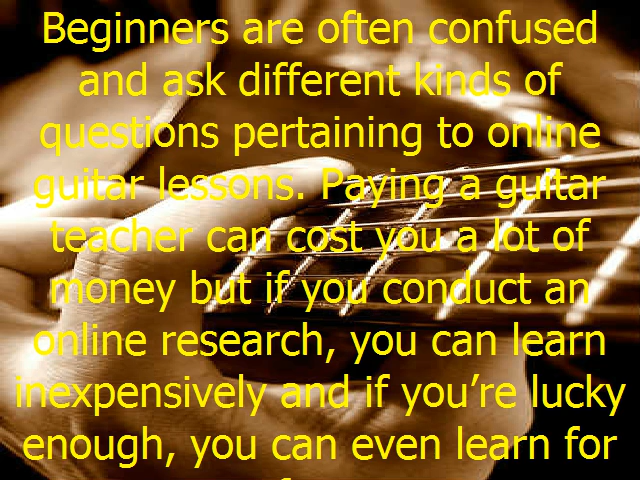 Beginners are often confused
and ask different kinds of
questions pertaining to online
guitar lessons. Paying a guitar
teacher can cost you a lot of
money but if you conduct an
online research, you can learn
inexpensively and if you’re lucky
enough, you can even learn for